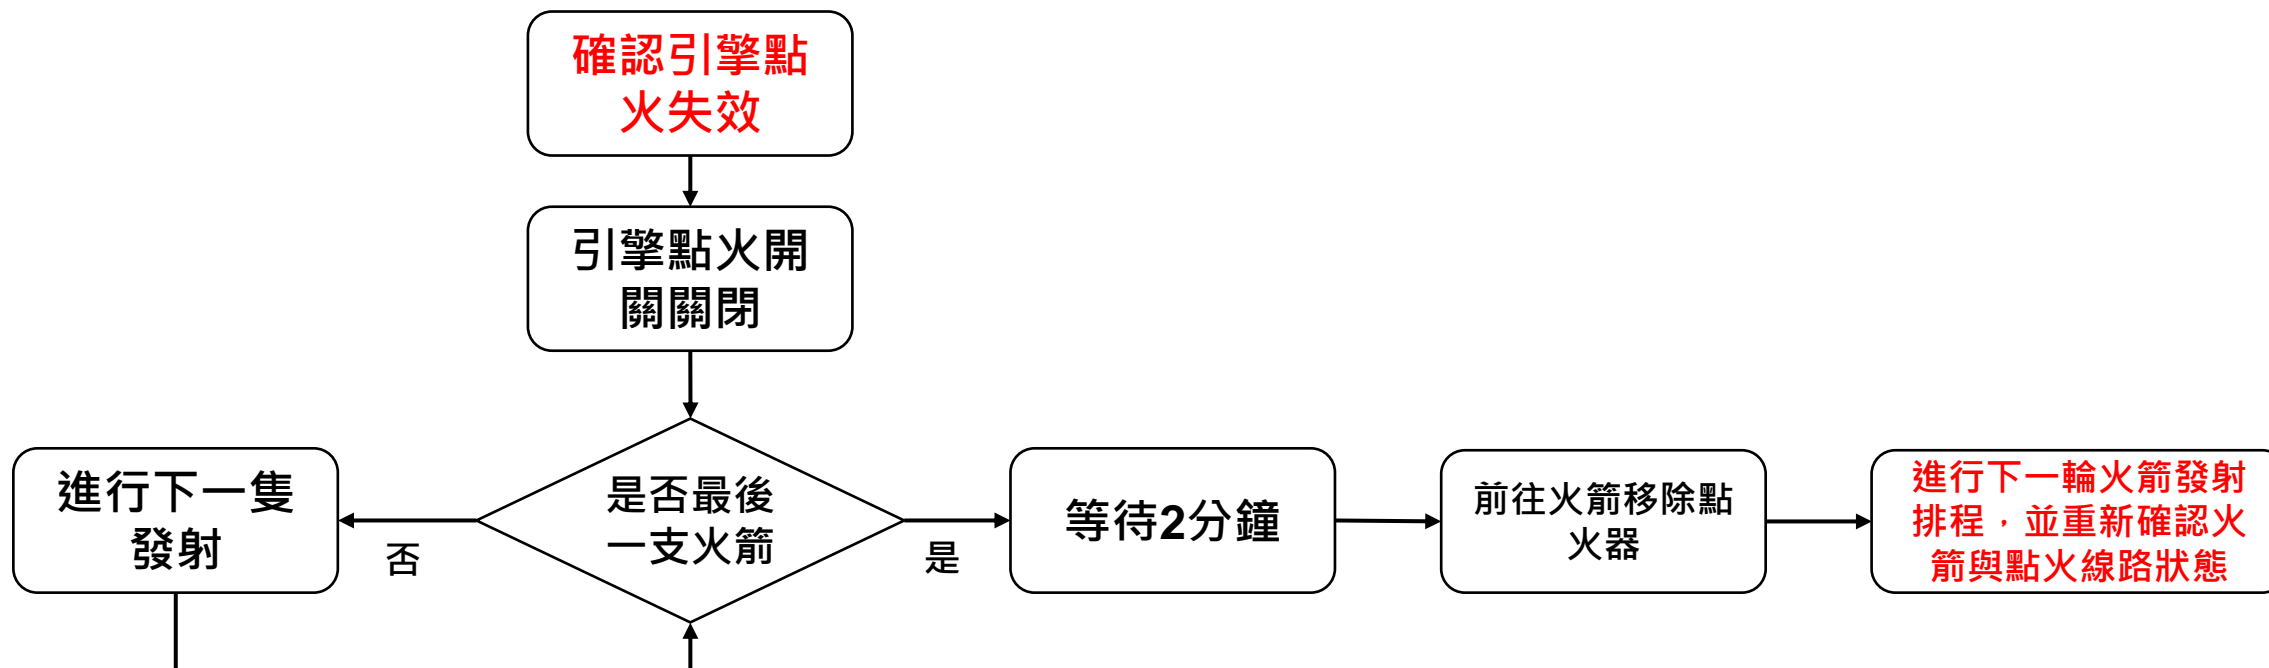 確認引擎點
火失效
引擎點火開
關關閉
進行下一隻
發射
否
是否最後
一支火箭
是
等待2分鐘
前往火箭移除點
火器
進行下一輪火箭發射
排程，並重新確認火
箭與點火線路狀態